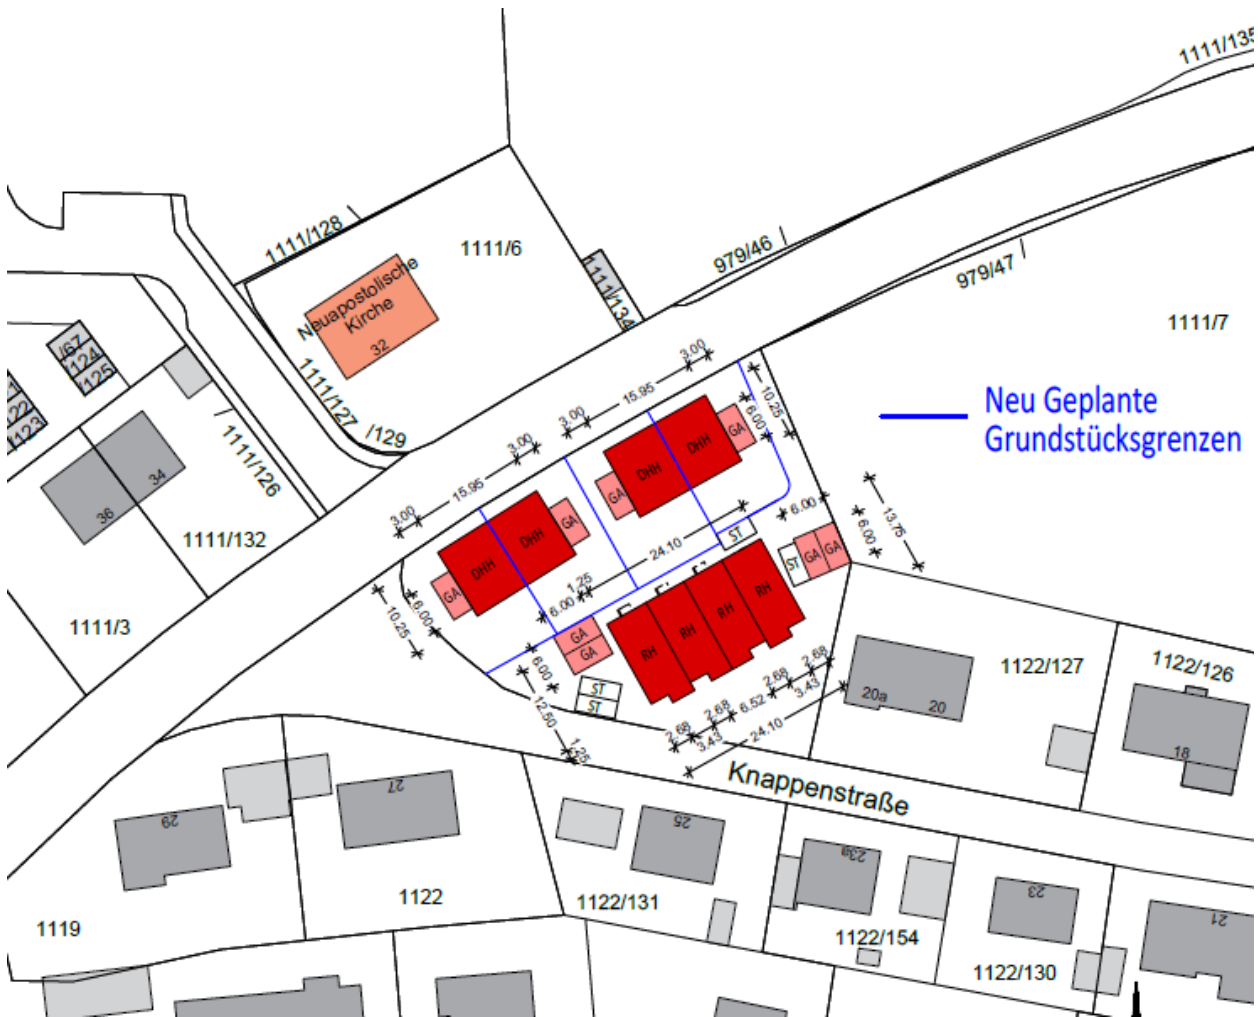 1111/135
1111/128
1111/6
979/46
979/47
1111/134
Neuapostolische
Kirche
32
1111/7
/67
/124
/125
/123
1111/127
/129
Neu Geplante
Grundstücksgrenzen
3.00
15.95
3.00
10.25
6.00
3.00
3.00
15.95
3.00
DHH
DHH
GA
GA
34
36
1111/126
1111/132
DHH
DHH
GA
GA
6.00
13.75
6.00
ST
24.10
1.25
6.00
ST
GA
GA
10.25
6.00
1111/3
GA
GA
RH
RH
RH
RH
6.00
12.50
1.25
ST
ST
2.68
3.43
2.68
6.52
2.68
3.43
2.68
24.10
1122/127
1122/126
20a
20
18
Knappenstraße
29
27
25
23a
23
21
1119
1122
1122/131
1122/154
1122/130